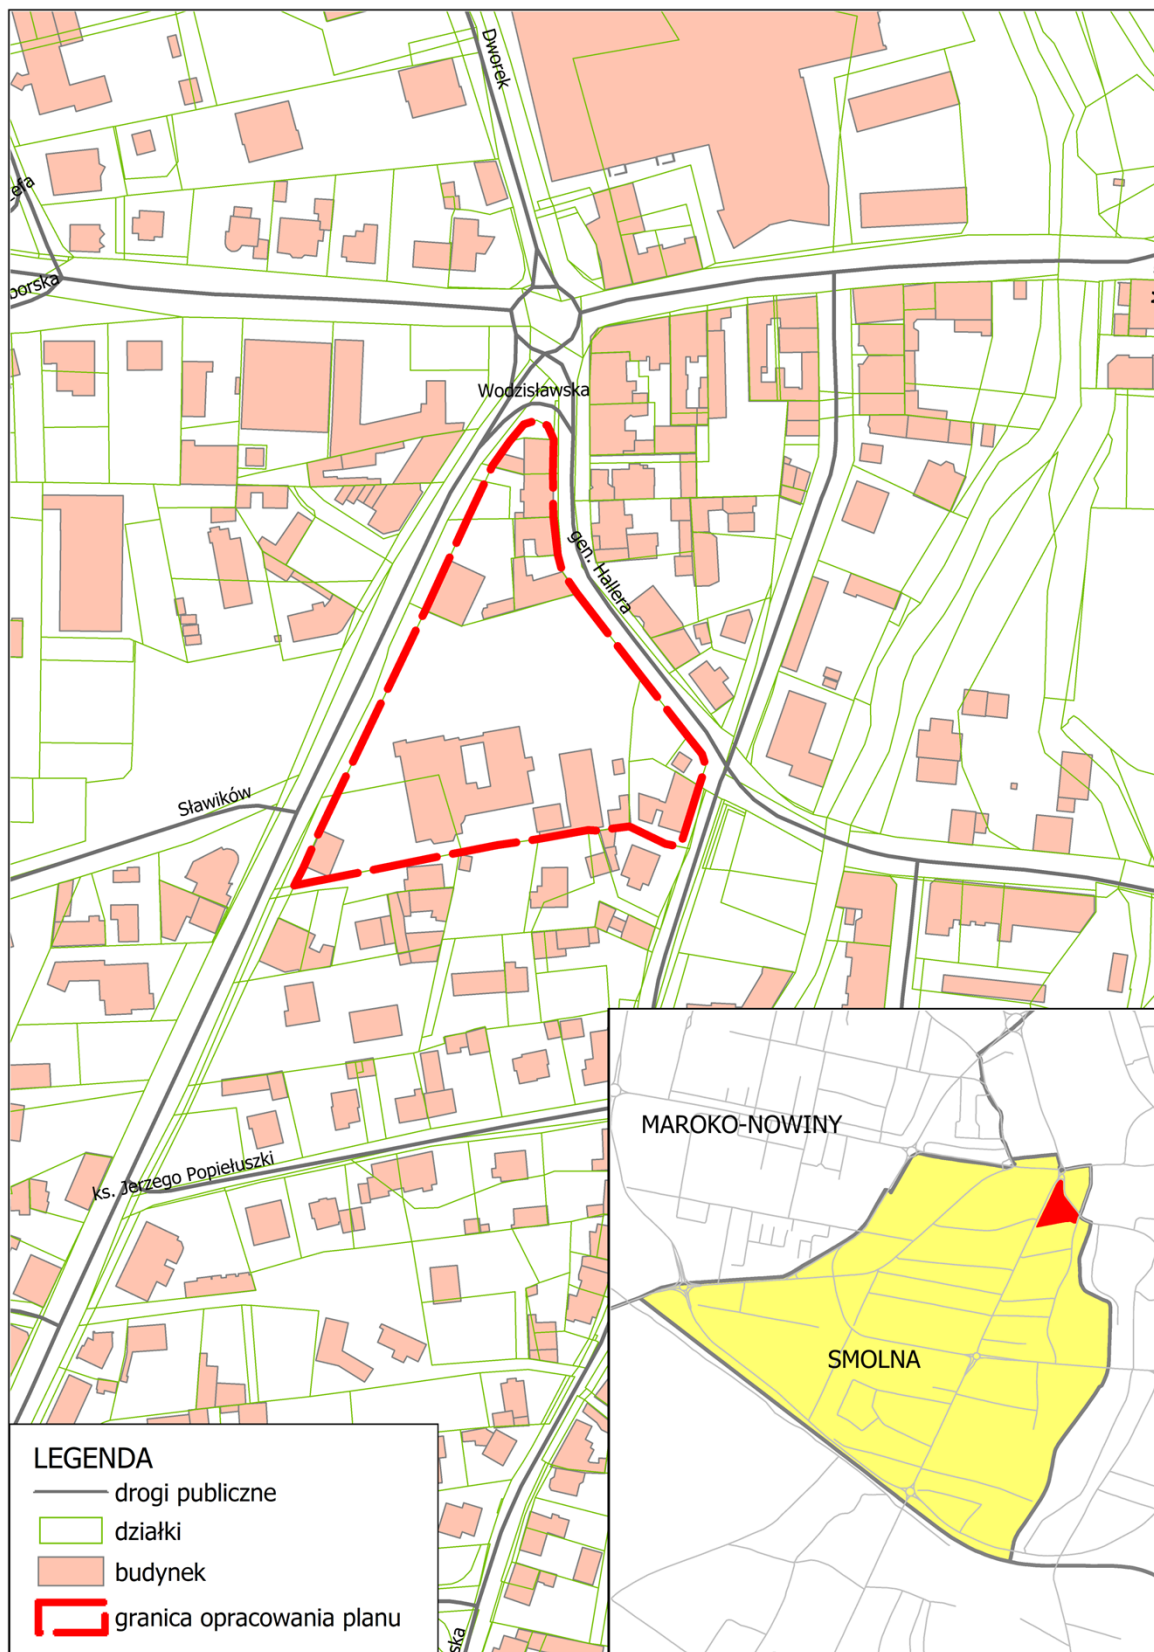 Dworek
Wodzisławska
gen. Hallera
Sławików
ks. Jerzego Popiełuszki
MAROKO-NOWINY
SMOLNA
LEGENDA
drogi publiczne
działki
budynek
granica opracowania planu